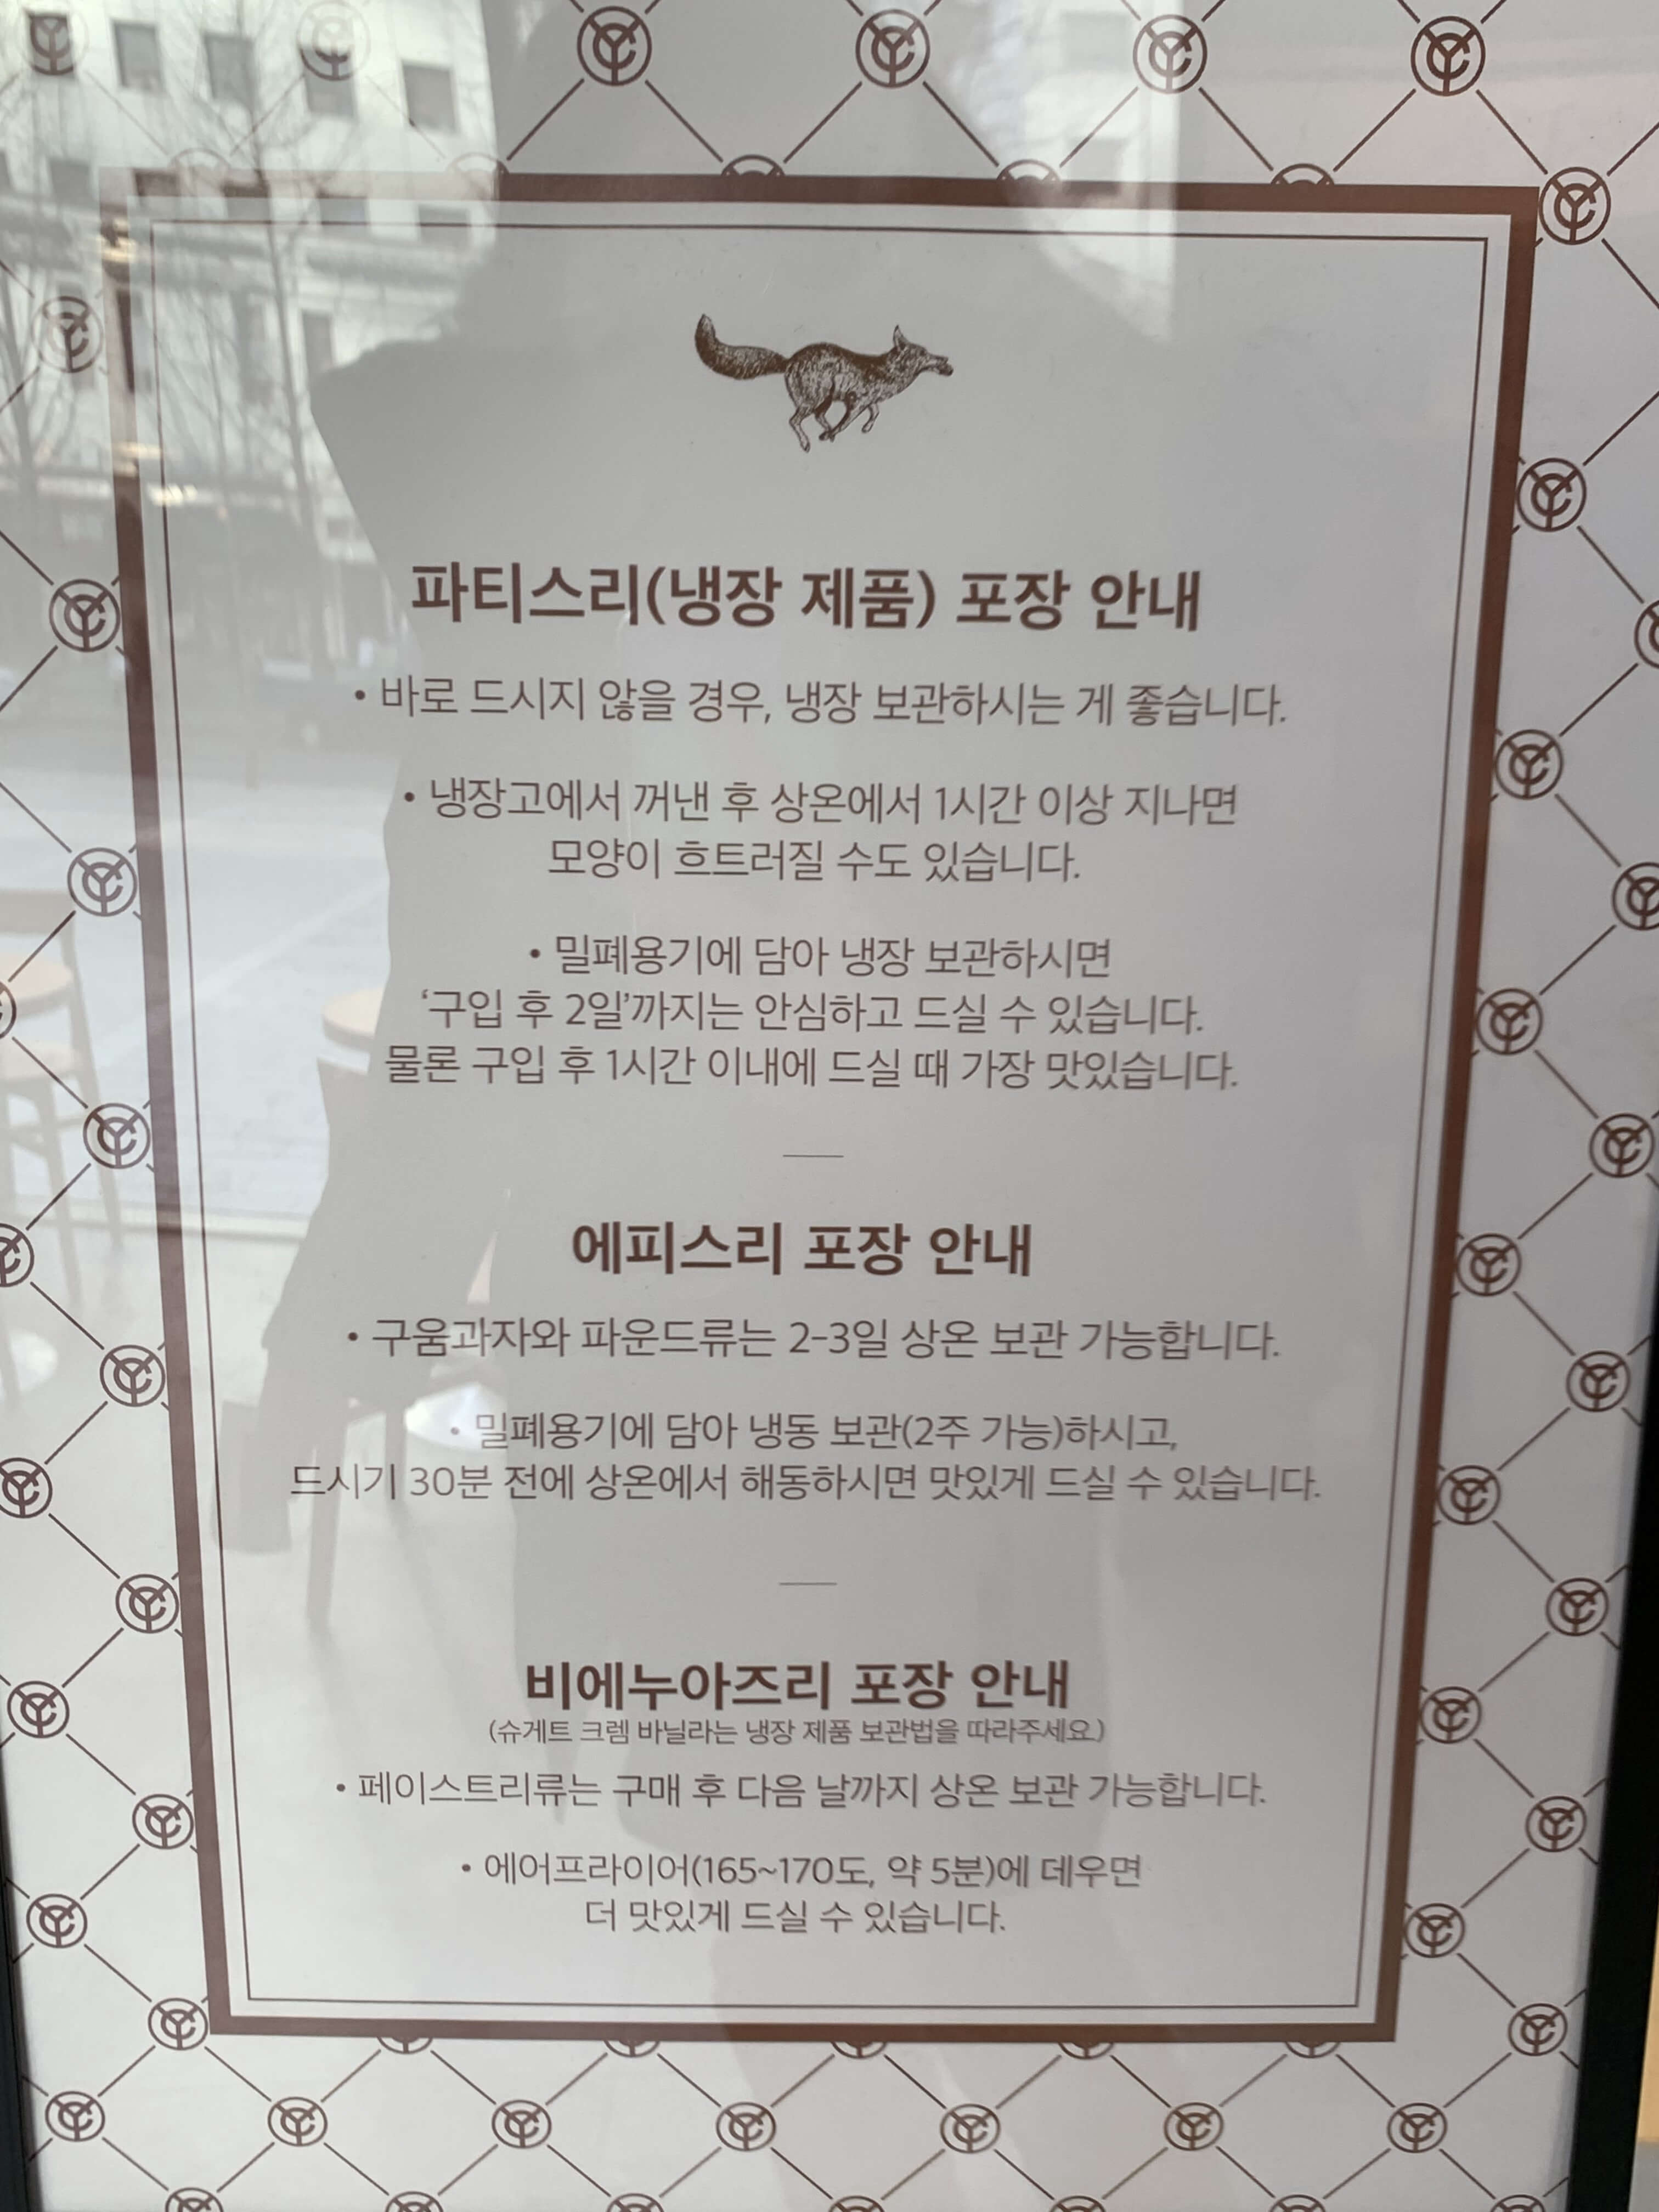 파티스리(냉장 제품) 포장 안내
• 바로 드시지 않을 경우, 냉장 보관하시는 게 좋습니다.
• 냉장고에서 꺼낸 후 상온에서 1시간 이상 지나면
모양이 흐트러질 수도 있습니다.
• 밀폐용기에 담아 냉장 보관하시면
‘구입 후 2일’까지는 안심하고 드실 수 있습니다.
물론 구입 후 1시간 이내에 드실 때 가장 맛있습니다.
에피스리 포장 안내
• 구움과자와 파운드류는 2-3일 상온 보관 가능합니다.
• 밀폐용기에 담아 냉동 보관(2주 가능)하시고,
드시기 30분 전에 상온에서 해동하시면 맛있게 드실 수 있습니다.
비에누아즈리 포장 안내
(슈게트 크렘 바닐라는 냉장 제품 보관법을 따라주세요.)
• 페이스트리류는 구매 후 다음 날까지 상온 보관 가능합니다.
• 에어프라이어(165~170도, 약 5분)에 데우면
더 맛있게 드실 수 있습니다.